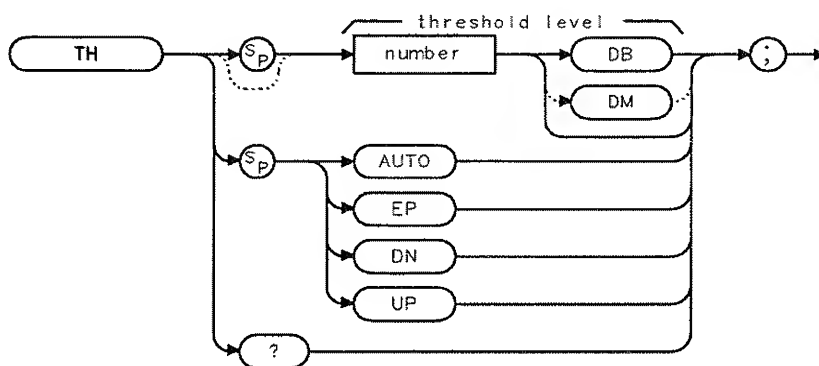 threshold level
TH SP number DB ;
DM
SP AUTO
EP
DN
UP
?